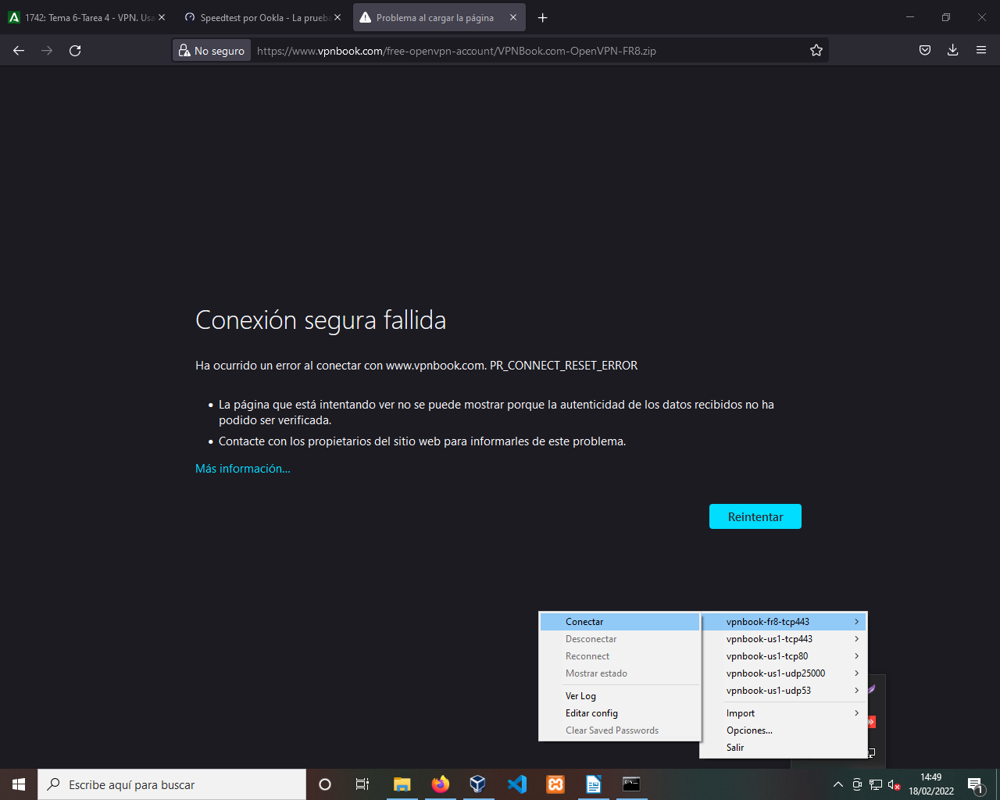 1742: Tema 6-Tarea 4 - VPN. Usa
Speedtest por Ookla - La prueba
Problema al cargar la página
No seguro
https://www.vpnbook.com/free-openvpn-account/VPNBook.com-OpenVPN-FR8.zip
Conexión segura fallida
Ha ocurrido un error al conectar con www.vpnbook.com. PR_CONNECT_RESET_ERROR
La página que está intentando ver no se puede mostrar porque la autenticidad de los datos recibidos no ha
podido ser verificada.
Contacte con los propietarios del sitio web para informarles de este problema.
Más información...
Reintentar
Conectar
Desconectar
Reconnect
Mostrar estado
Ver Log
Editar config
Clear Saved Passwords
vpnbook-fr8-tcp443
vpnbook-us1-tcp443
vpnbook-us1-tcp80
vpnbook-us1-udp25000
vpnbook-us1-udp53
Import
Opciones...
Salir
Escribe aquí para buscar
14:49
18/02/2022
1